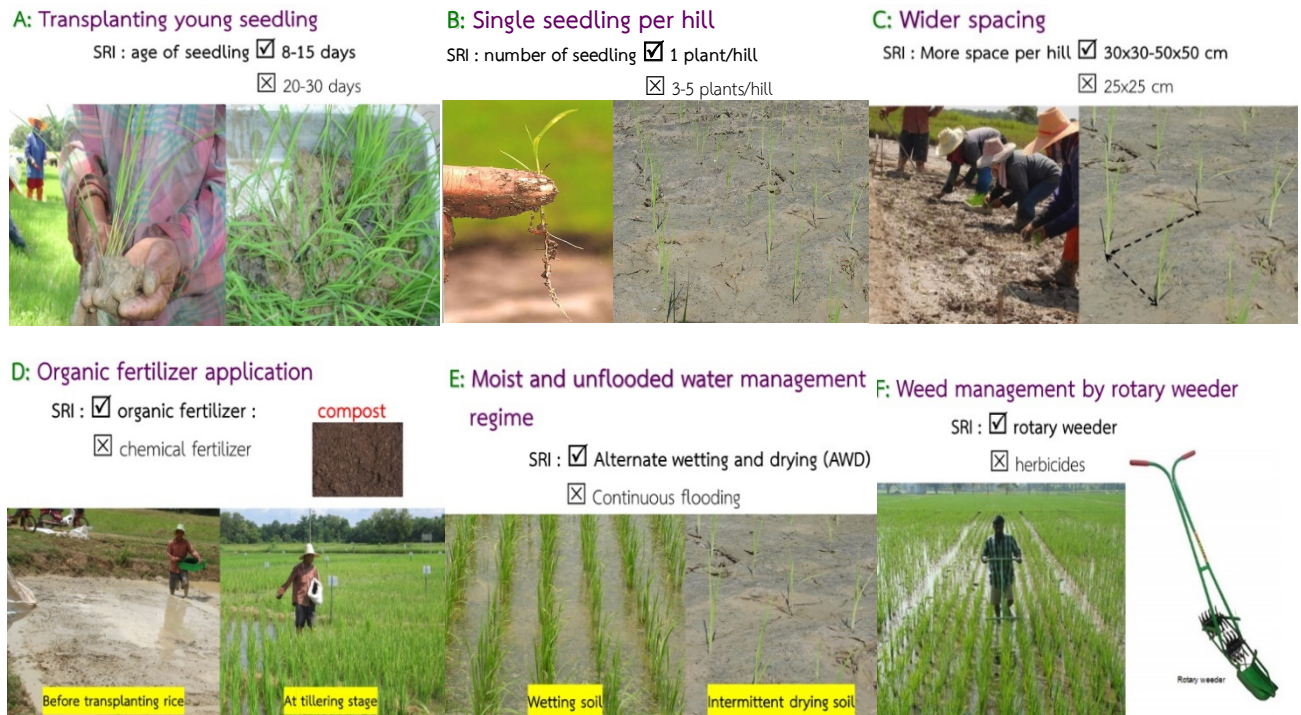 A: Transplanting young seedling
SRI : age of seedling ☑ 8-15 days
☒ 20-30 days
B: Single seedling per hill
SRI : number of seedling ☑ 1 plant/hill
☒ 3-5 plants/hill
C: Wider spacing
SRI : More space per hill ☑ 30x30-50x50 cm
☒ 25x25 cm
D: Organic fertilizer application
SRI : ☑ organic fertilizer :
compost
☒ chemical fertilizer
Before transplanting rice
At tillering stage
E: Moist and unflooded water management
regime
SRI : ☑ Alternate wetting and drying (AWD)
☒ Continuous flooding
Wetting soil
Intermittent drying soil
F: Weed management by rotary weeder
SRI : ☑ rotary weeder
☒ herbicides
Rotary weeder